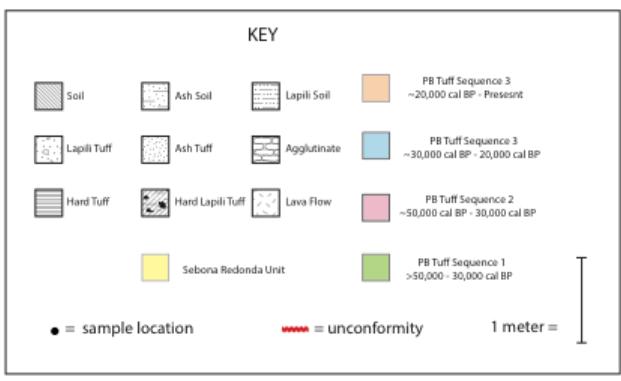 KEY
Soil
Ash Soil
Lapili Soil
PB Tuff Sequence 3
~20,000 cal BP - Presesnt
Lapili Tuff
Ash Tuff
Agglutinate
PB Tuff Sequence 3
~30,000 cal BP - 20,000 cal BP
Hard Tuff
Hard Lapili Tuff
Lava Flow
PB Tuff Sequence 2
~50,000 cal BP - 30,000 cal BP
Sebona Redonda Unit
PB Tuff Sequence 1
>50,000 - 30,000 cal BP
= sample location
= unconformity
1 meter =